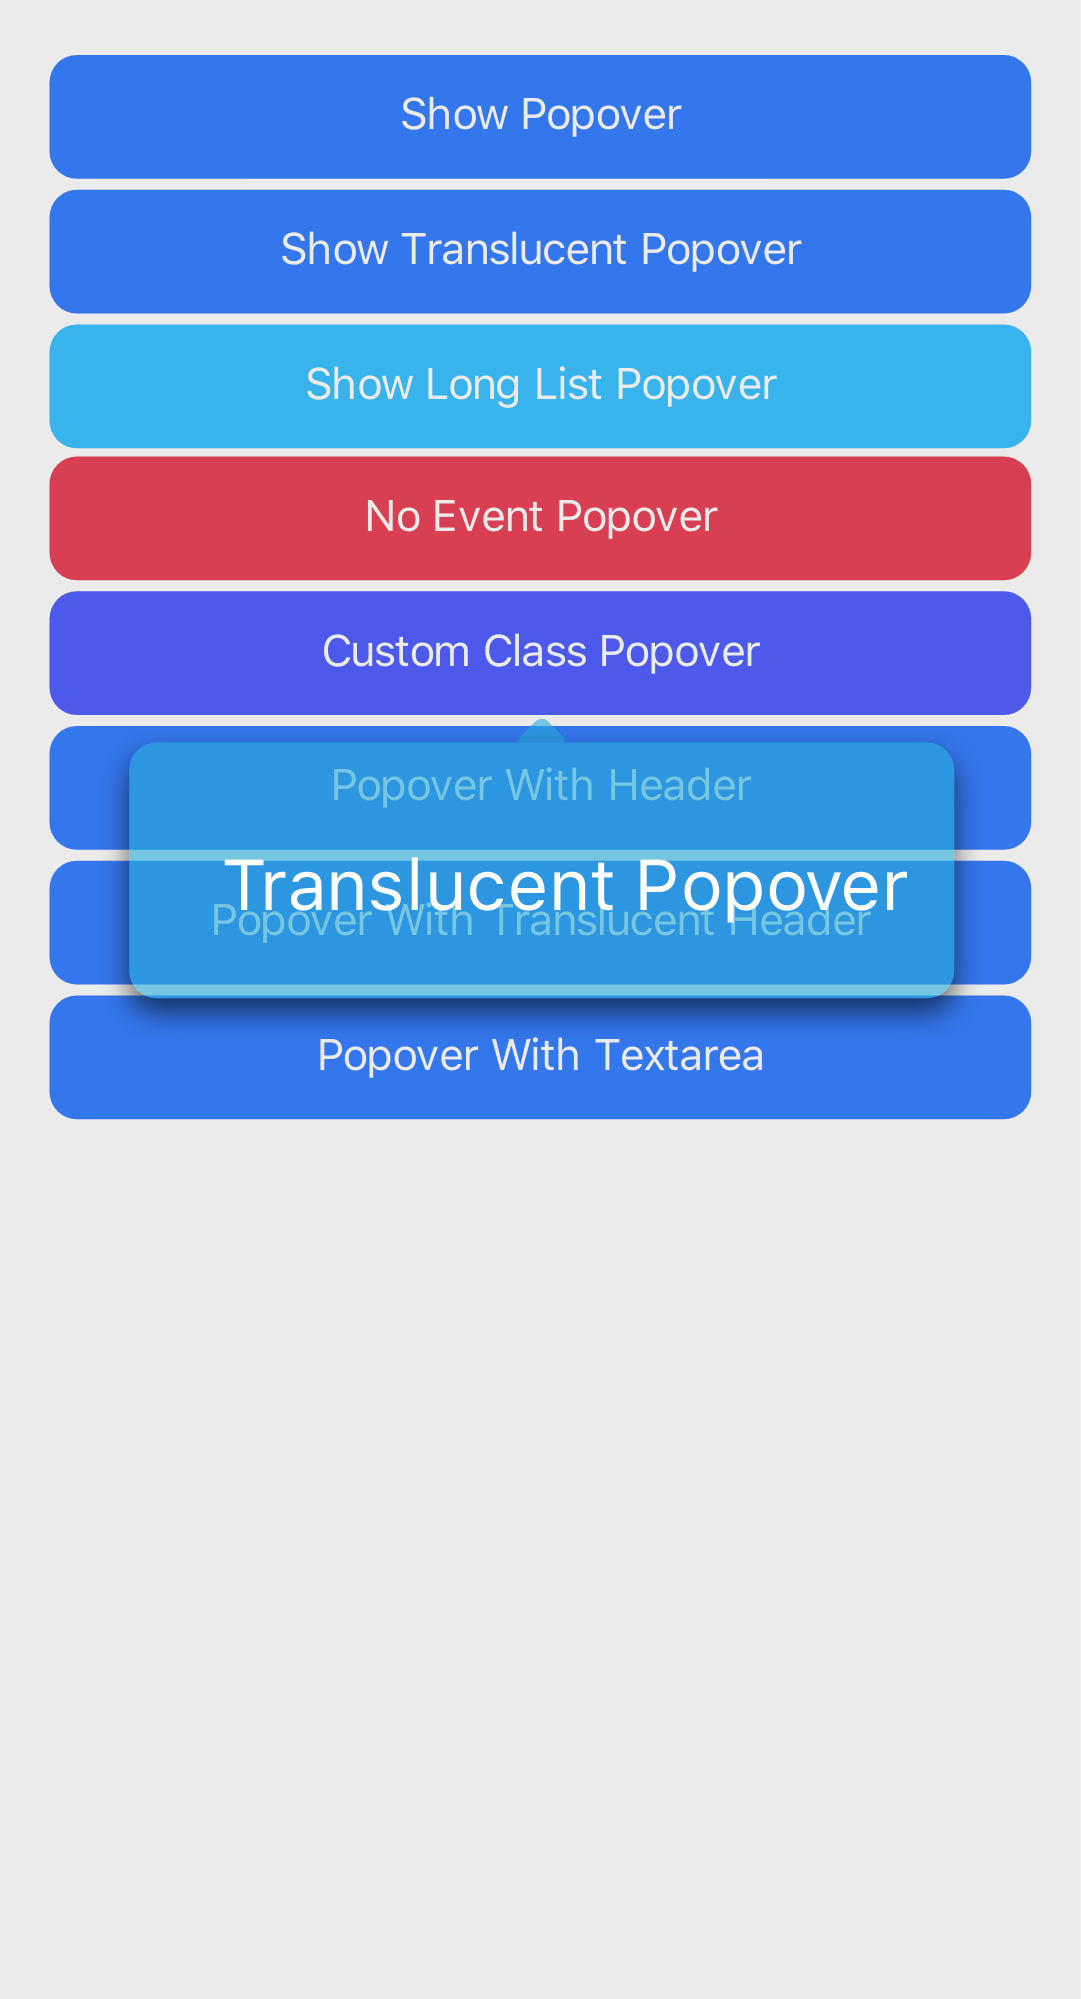 Show Popover
Show Translucent Popover
Show Long List Popover
No Event Popover
Custom Class Popover
Popover With Header
Translucent Popover
Popover With Translucent Header
Popover With Textarea